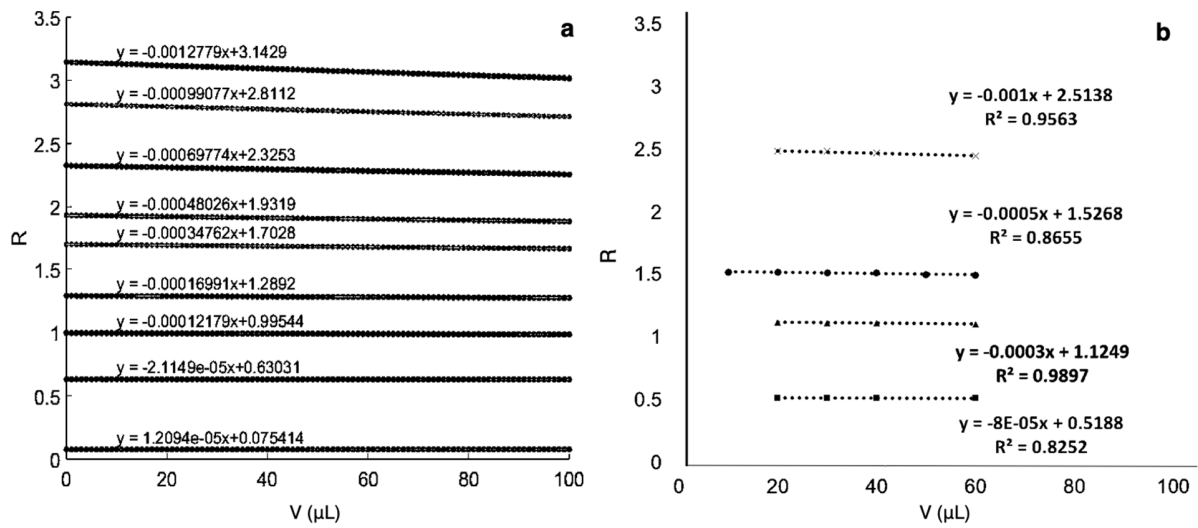 a
3.5
3
2.5
2
1.5
1
0.5
0
R
y = -0.0012779x+3.1429
y = -0.00099077x+2.8112
y = -0.00069774x+2.3253
y = -0.00048026x+1.9319
y = -0.00034762x+1.7028
y = -0.00016991x+1.2892
y = -0.00012179x+0.99544
y = -2.1149e-05x+0.63031
y = 1.2094e-05x+0.075414
0 20 40 60 80 100
V (µL)
b
3.5
3
2.5
2
1.5
1
0.5
0
R
y = -0.001x + 2.5138
R² = 0.9563
y = -0.0005x + 1.5268
R² = 0.8655
y = -0.0003x + 1.1249
R² = 0.9897
y = -8E-05x + 0.5188
R² = 0.8252
0 20 40 60 80 100
V (µL)